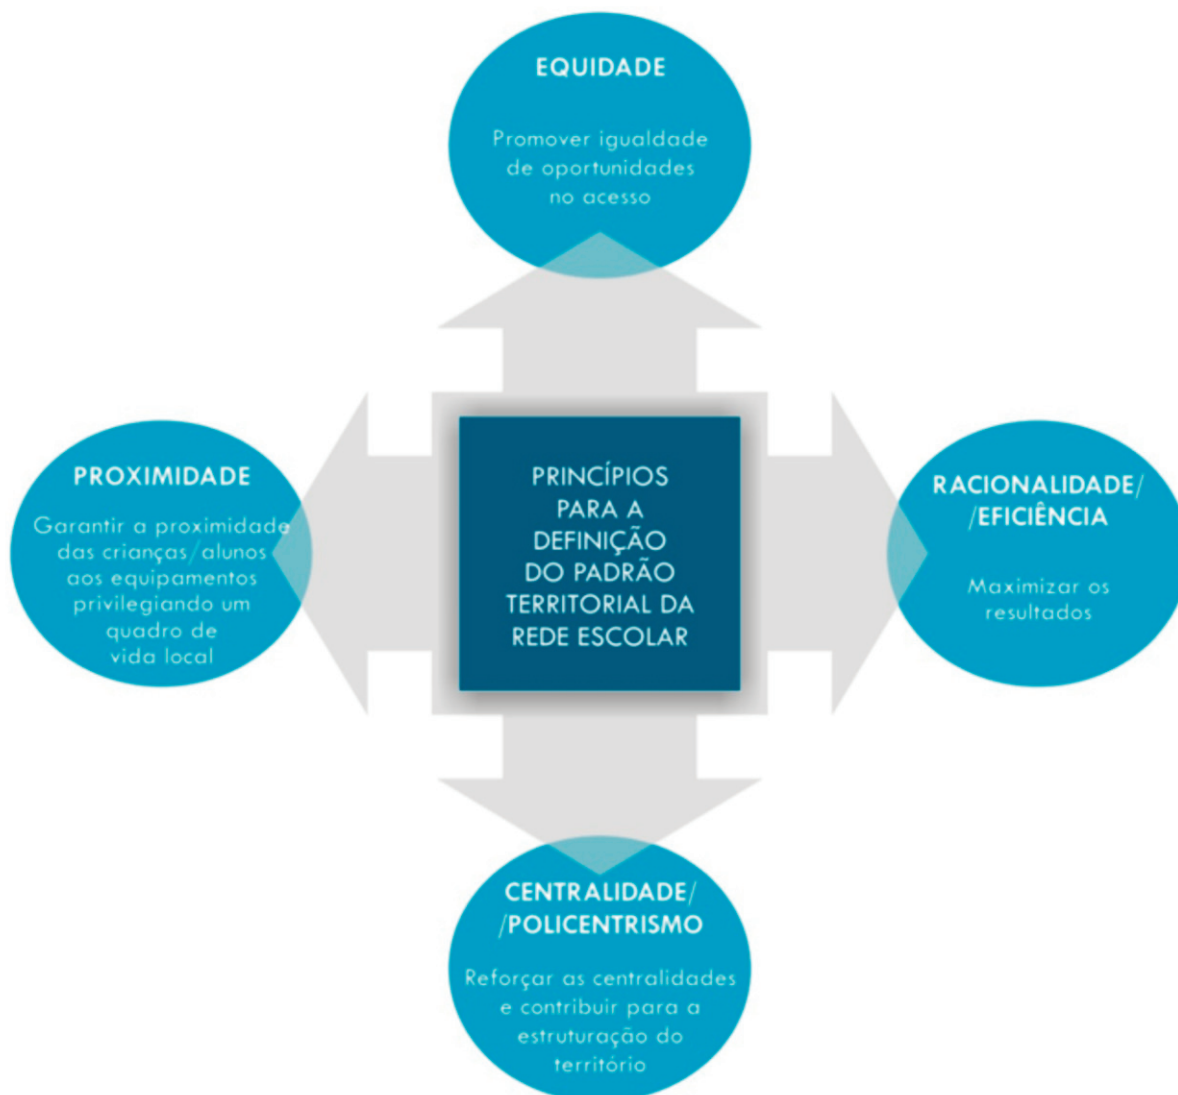 EQUIDADE
Promover igualdade
de oportunidades
no acesso
PROXIMIDADE
Garantir a proximidade
das crianças/alunos
aos equipamentos
privilegiando um
quadro de
vida local
PRINCÍPIOS
PARA A
DEFINIÇÃO
DO PADRÃO
TERRITORIAL DA
REDE ESCOLAR
RACIONALIDADE/
/EFICIÊNCIA
Maximizar os
resultados
CENTRALIDADE/
/POLICENTRISMO
Reforçar as centralidades
e contribuir para a
estruturação do
território